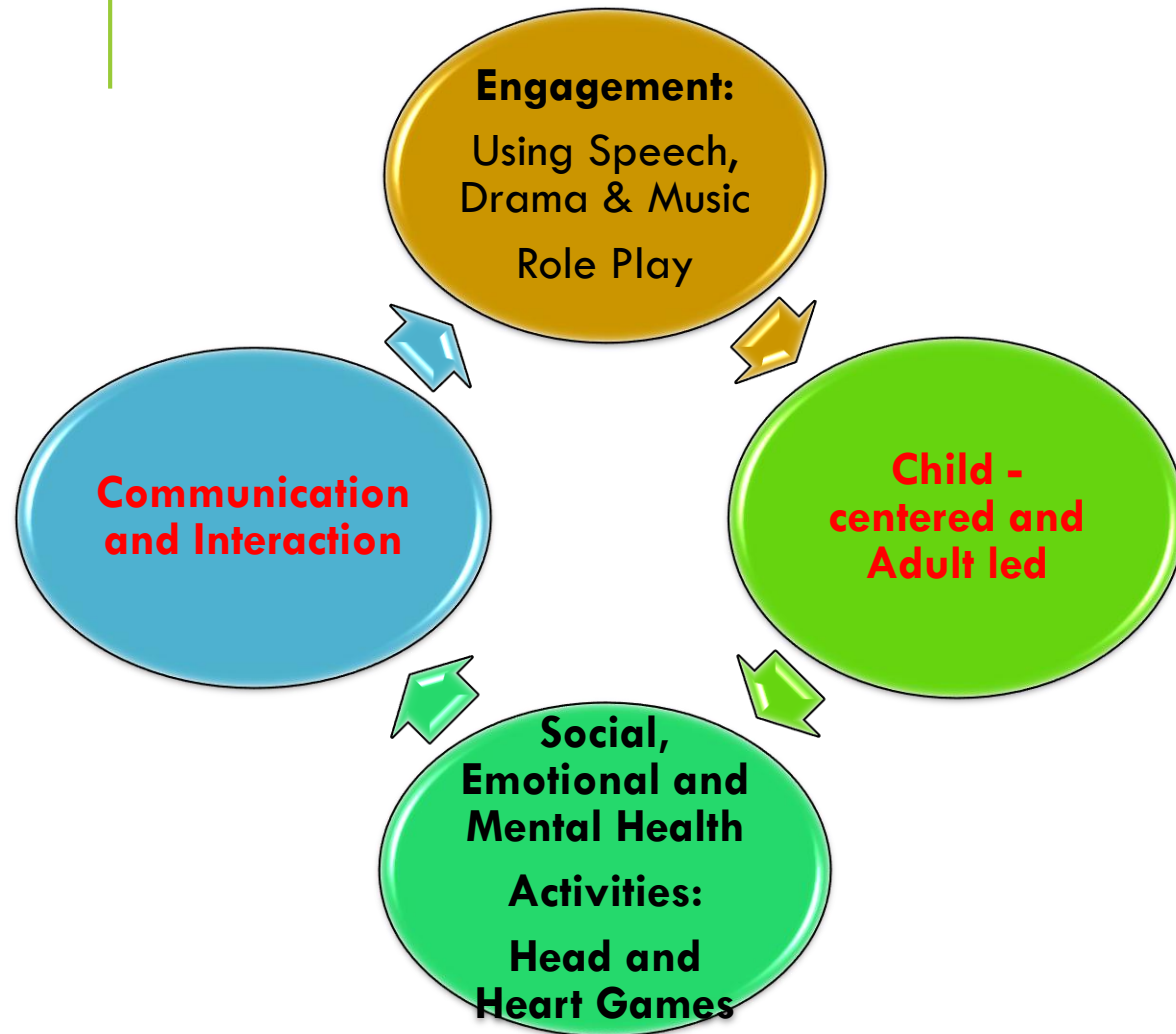 Engagement:
Using Speech,
Drama & Music
Role Play
Child -
centered and
Adult led
Social,
Emotional and
Mental Health
Activities:
Head and
Heart Games
Communication
and Interaction